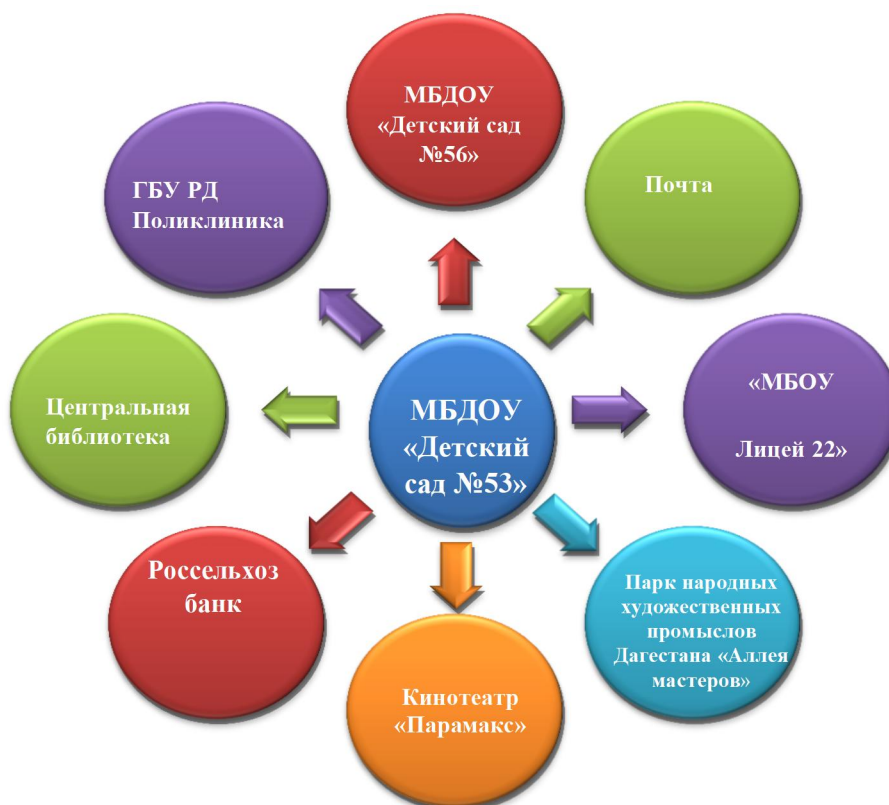 МБДОУ
«Детский сад
№56»
Почта
ГБУ РД
Поликлиника
«МБОУ
Лицей 22»
Центральная
библиотека
МБДОУ
«Детский
сад №53»
Россельхоз
банк
Парк народных
художественных
промыслов
Дагестана «Аллея
мастеров»
Кинотеатр
«Парамакс»